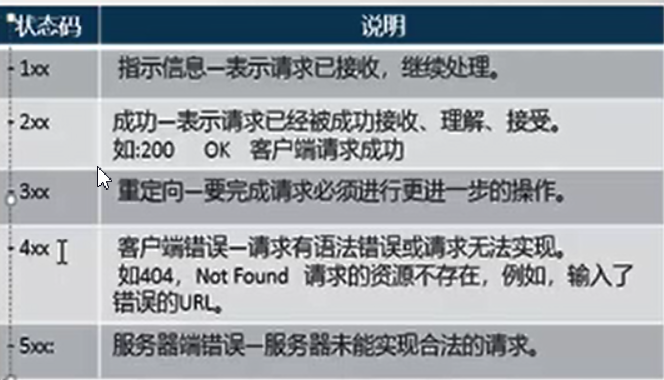 状态码 说明
1xx 指示信息—表示请求已接收，继续处理。
2xx 成功—表示请求已经被成功接收、理解、接受。
如:200 OK 客户端请求成功
3xx 重定向—要完成请求必须进行更进一步的操作。
4xx 客户端错误—请求有语法错误或请求无法实现。
如404，Not Found 请求的资源不存在，例如，输入了
错误的URL。
5xx: 服务器端错误—服务器未能实现合法的请求。